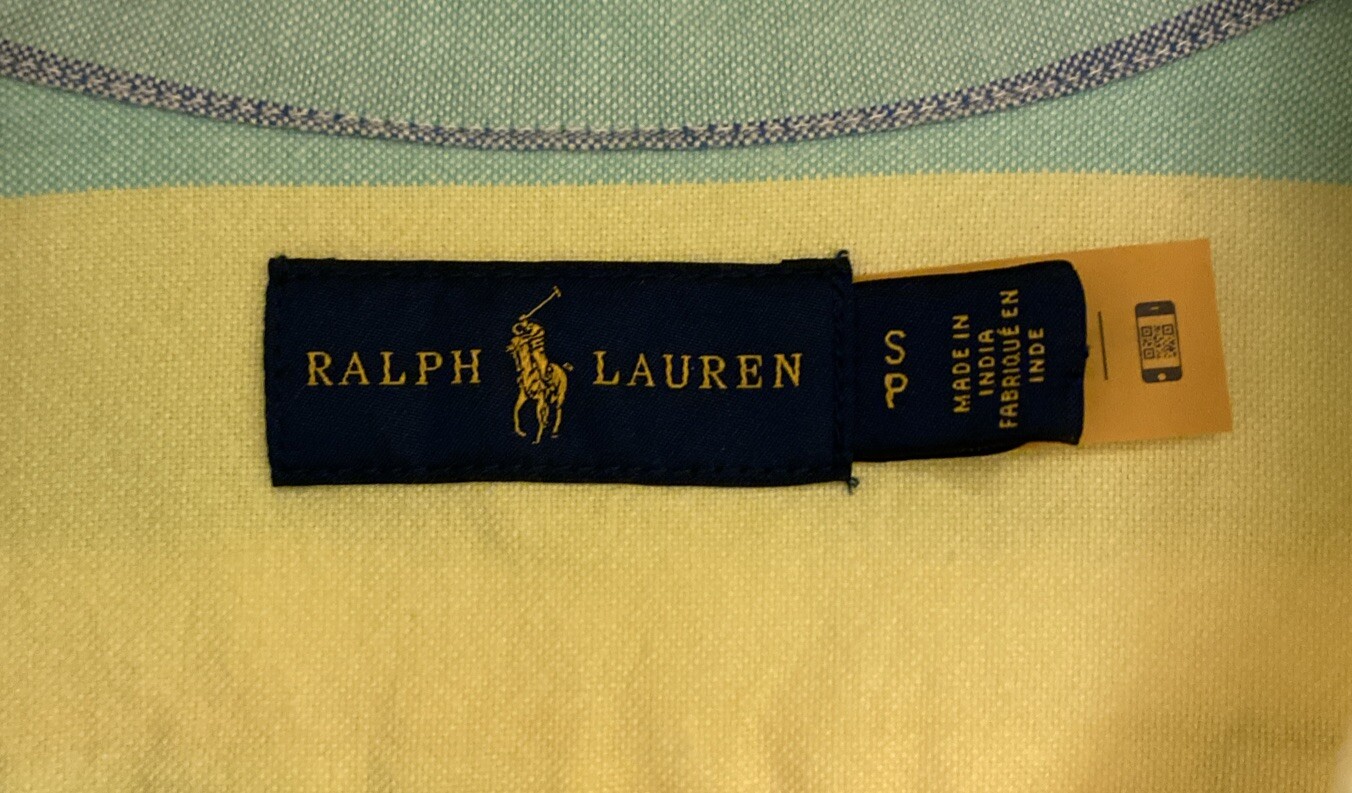 RALPH LAUREN
S
P
MADE IN
INDIA
FABRIQUÉ EN
INDE